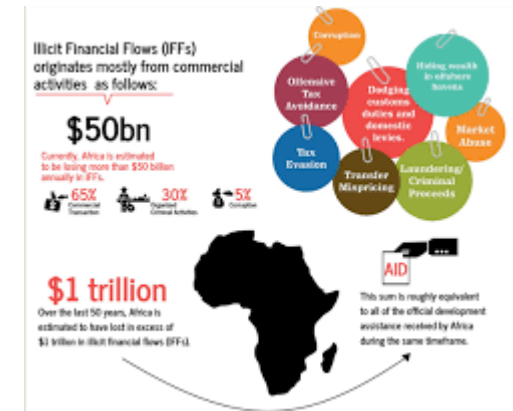 Illicit Financial Flows (IFFs)
originates mostly from commercial
activities as follows:
$50bn
Currently, Africa is estimated
to be losing more than $50 billion
annually in IFFs.
65%
Commercial
Transaction
30%
Organized
Criminal Activities
5%
Corruption
Corruption
Offensive
Tax
Avoidance
Dodging
customs
duties and
domestic
levies.
Hiding wealth
in offshore
havens
Market
Abuse
Tax
Evasion
Transfer
Mispricing
Laundering/
Criminal
Proceeds
$1 trillion
Over the last 50 years, Africa is
estimated to have lost in excess of
$1 trillion in illicit financial flows (IFFs).
AID
This sum is roughly equivalent
to all of the official development
assistance received by Africa
during the same timeframe.